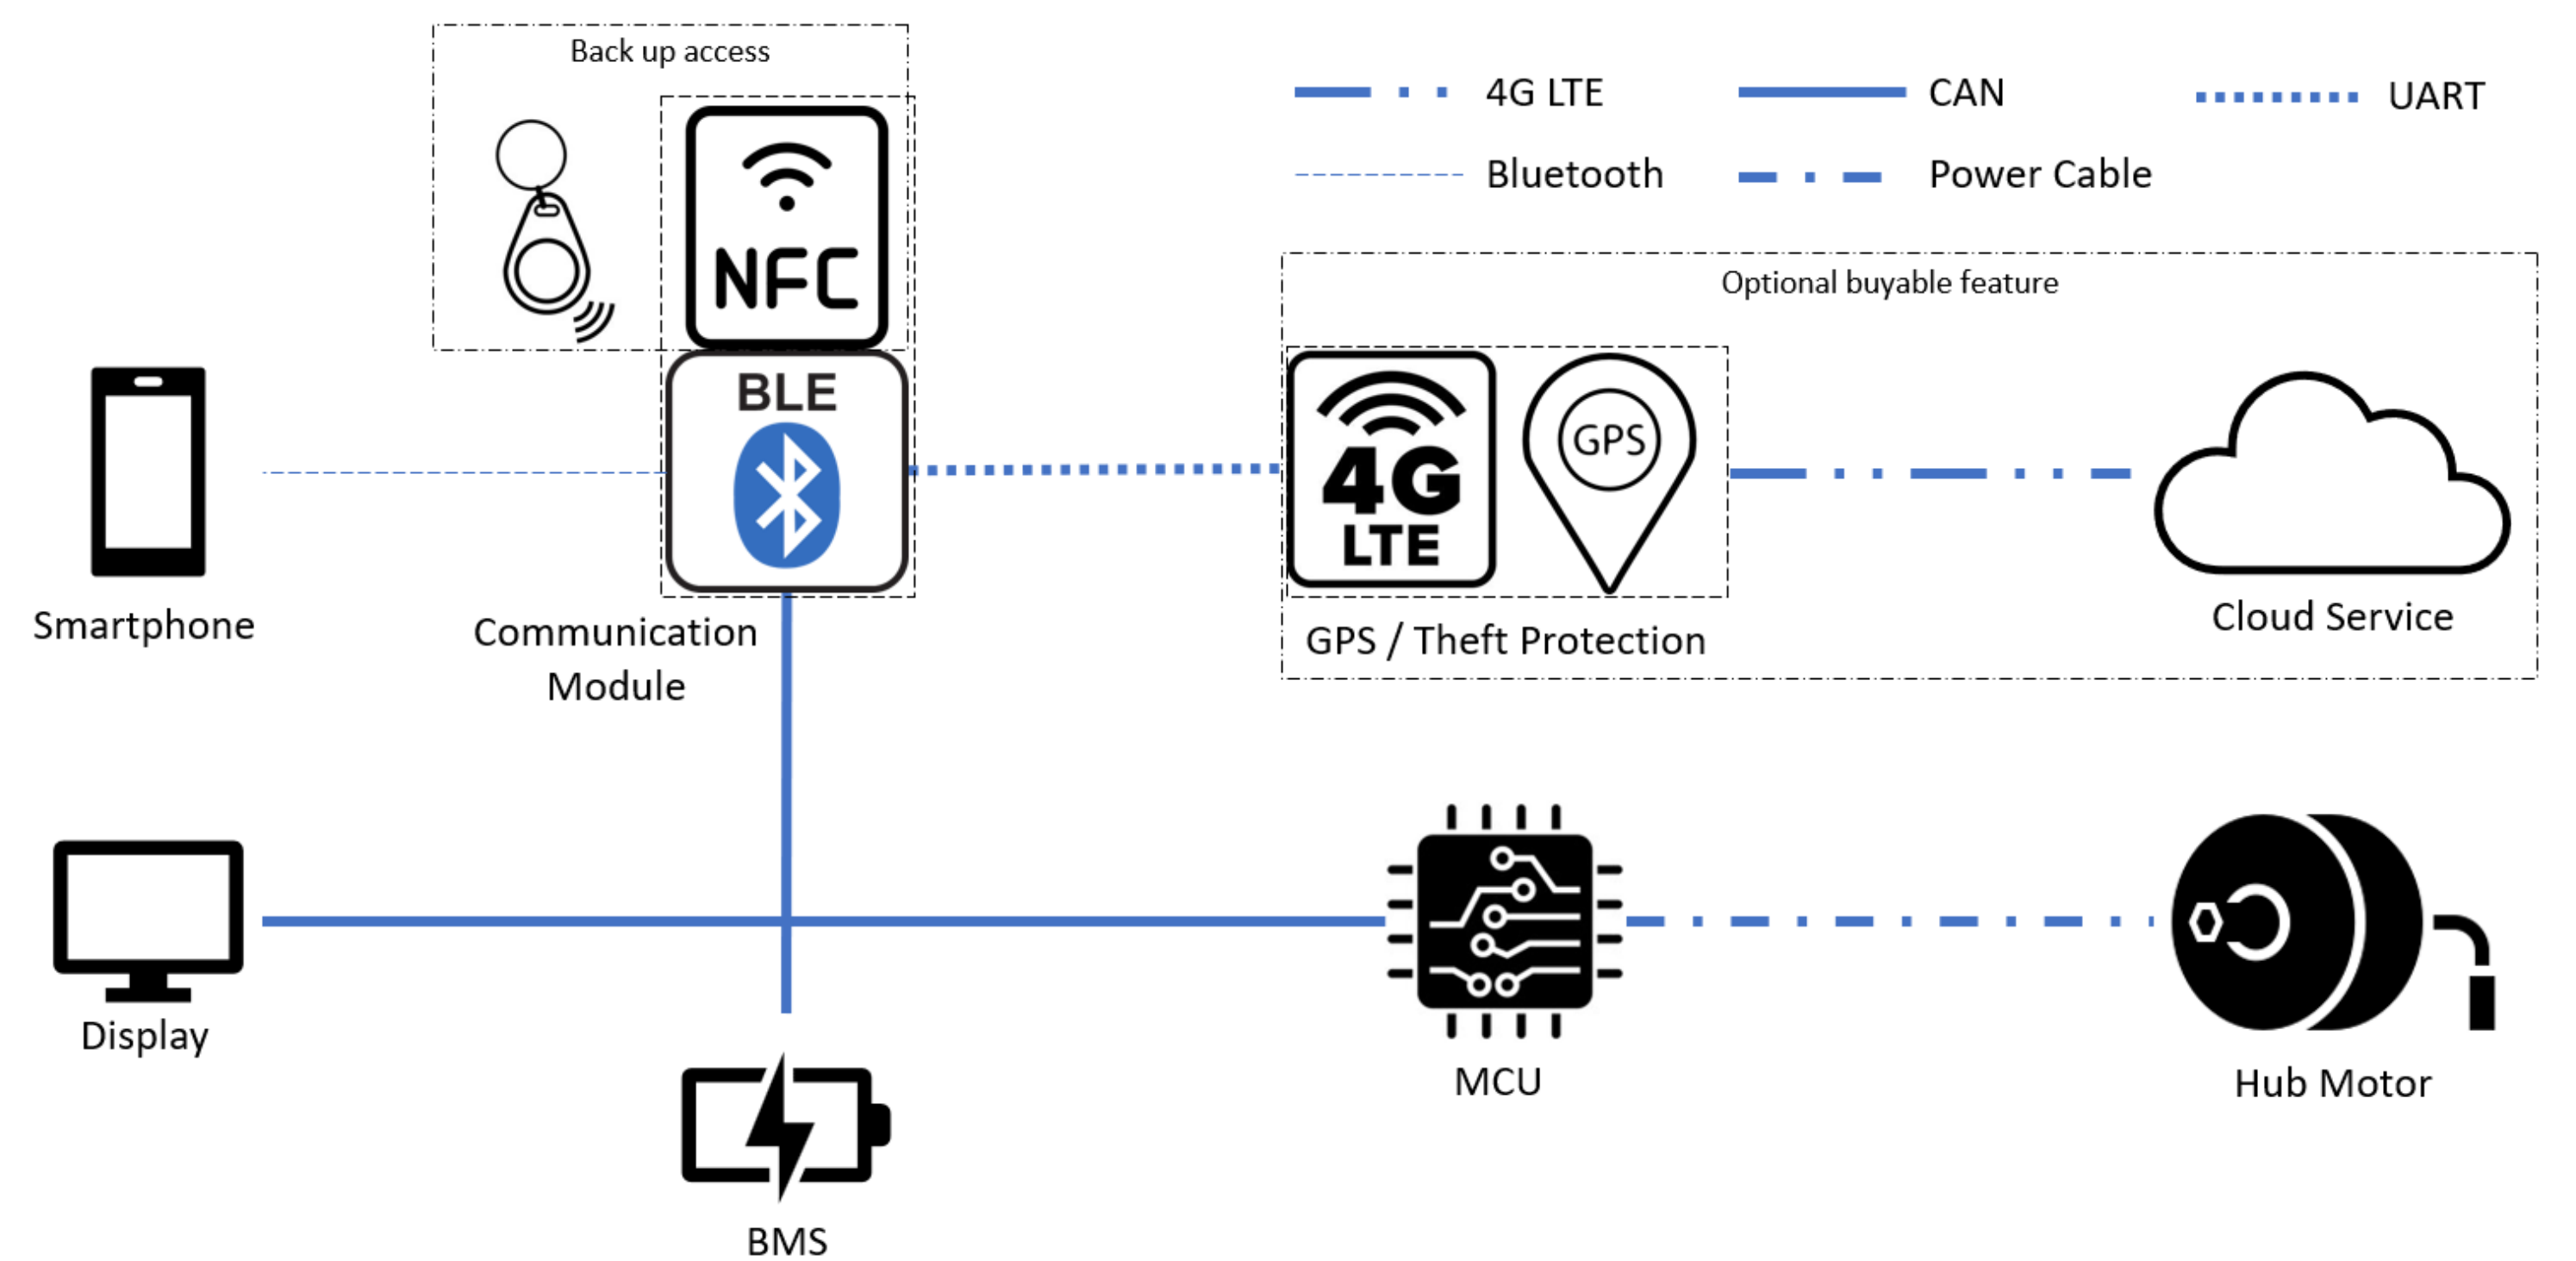 Back up access
4G LTE
CAN
UART
Bluetooth
Power Cable
NFC
Optional buyable feature
BLE
4G
LTE
GPS
Smartphone
Communication
Module
GPS / Theft Protection
Cloud Service
Display
MCU
Hub Motor
BMS